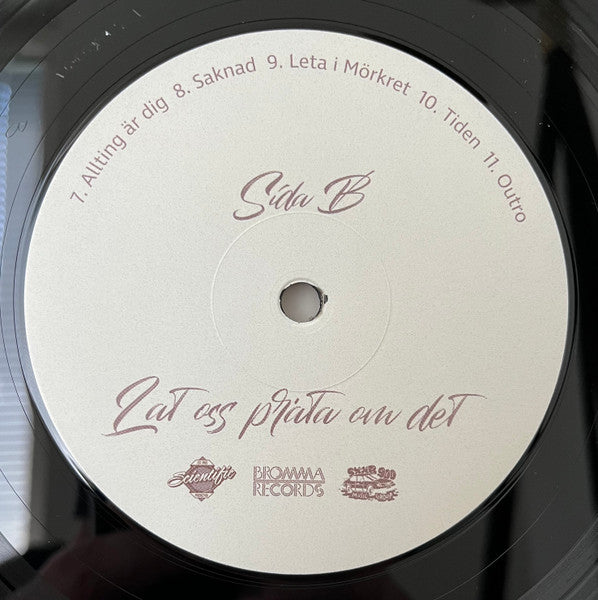 7. Allting är dig 8. Saknad 9. Leta i Mörkret 10. Tiden 11. Outro
Sida B
Låt oss pråta om det
Scientific
BROMMA
RECORDS